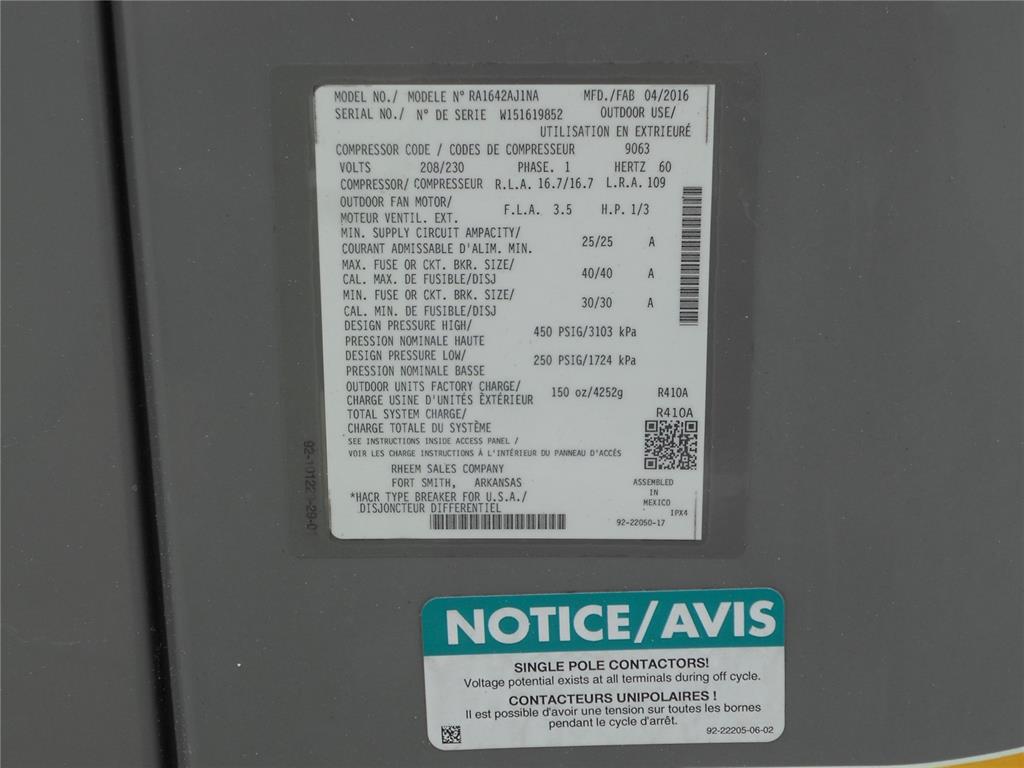 MODEL NO./ MODELE N° RA1642AJ1NA MFD./FAB 04/2016
SERIAL NO./ N° DE SERIE W151619852 OUTDOOR USE/
UTILISATION EN EXTRIEURÉ
COMPRESSOR CODE / CODES DE COMPRESSEUR 9063
VOLTS 208/230 PHASE. 1 HERTZ 60
COMPRESSOR/ COMPRESSEUR R.L.A. 16.7/16.7 L.R.A. 109
OUTDOOR FAN MOTOR/
MOTEUR VENTIL. EXT. F.L.A. 3.5 H.P. 1/3
MIN. SUPPLY CIRCUIT AMPACITY/
COURANT ADMISSABLE D'ALIM. MIN. 25/25 A
MAX. FUSE OR CKT. BKR. SIZE/
CAL. MAX. DE FUSIBLE/DISJ 40/40 A
MIN. FUSE OR CKT. BRK. SIZE/
CAL. MIN. DE FUSIBLE/DISJ 30/30 A
DESIGN PRESSURE HIGH/
PRESSION NOMINALE HAUTE 450 PSIG/3103 kPa
DESIGN PRESSURE LOW/
PRESSION NOMINALE BASSE 250 PSIG/1724 kPa
OUTDOOR UNITS FACTORY CHARGE/
CHARGE USINE D'UNITÉS ÈXTÉRIEUR 150 oz/4252g R410A
TOTAL SYSTEM CHARGE/ R410A
CHARGE TOTALE DU SYSTÈME
SEE INSTRUCTIONS INSIDE ACCESS PANEL /
VOIR LES CHARGE INSTRUCTIONS À L'INTÉRIEUR DU PANNEAU D'ACCÈS
RHEEM SALES COMPANY
FORT SMITH, ARKANSAS
*HACR TYPE BREAKER FOR U.S.A./
DISJONCTEUR DIFFERENTIEL
ASSEMBLED
IN
MEXICO
IPX4
92-22050-17
NOTICE/AVIS
SINGLE POLE CONTACTORS!
Voltage potential exists at all terminals during off cycle.
CONTACTEURS UNIPOLAIRES !
Il est possible d'avoir une tension sur toutes les bornes
pendant le cycle d'arrêt.
92-22205-06-02